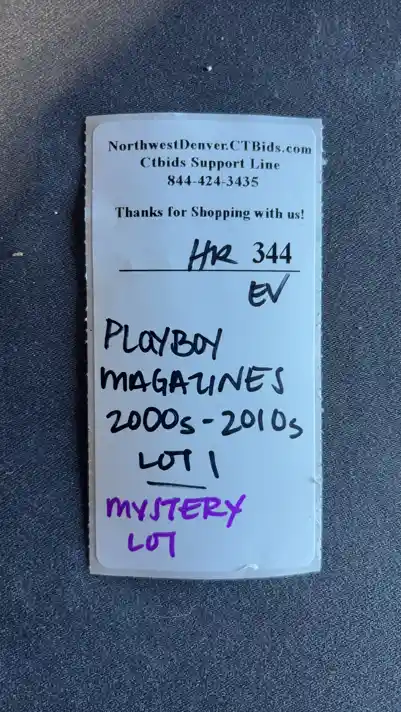 NorthwestDenver.CTBids.com
Ctbids Support Line
844-424-3435
Thanks for Shopping with us!
HR 344
EV
PLAYBOY
MAGAZINES
2000s-2010s
LOT 1
MYSTERY
LOT